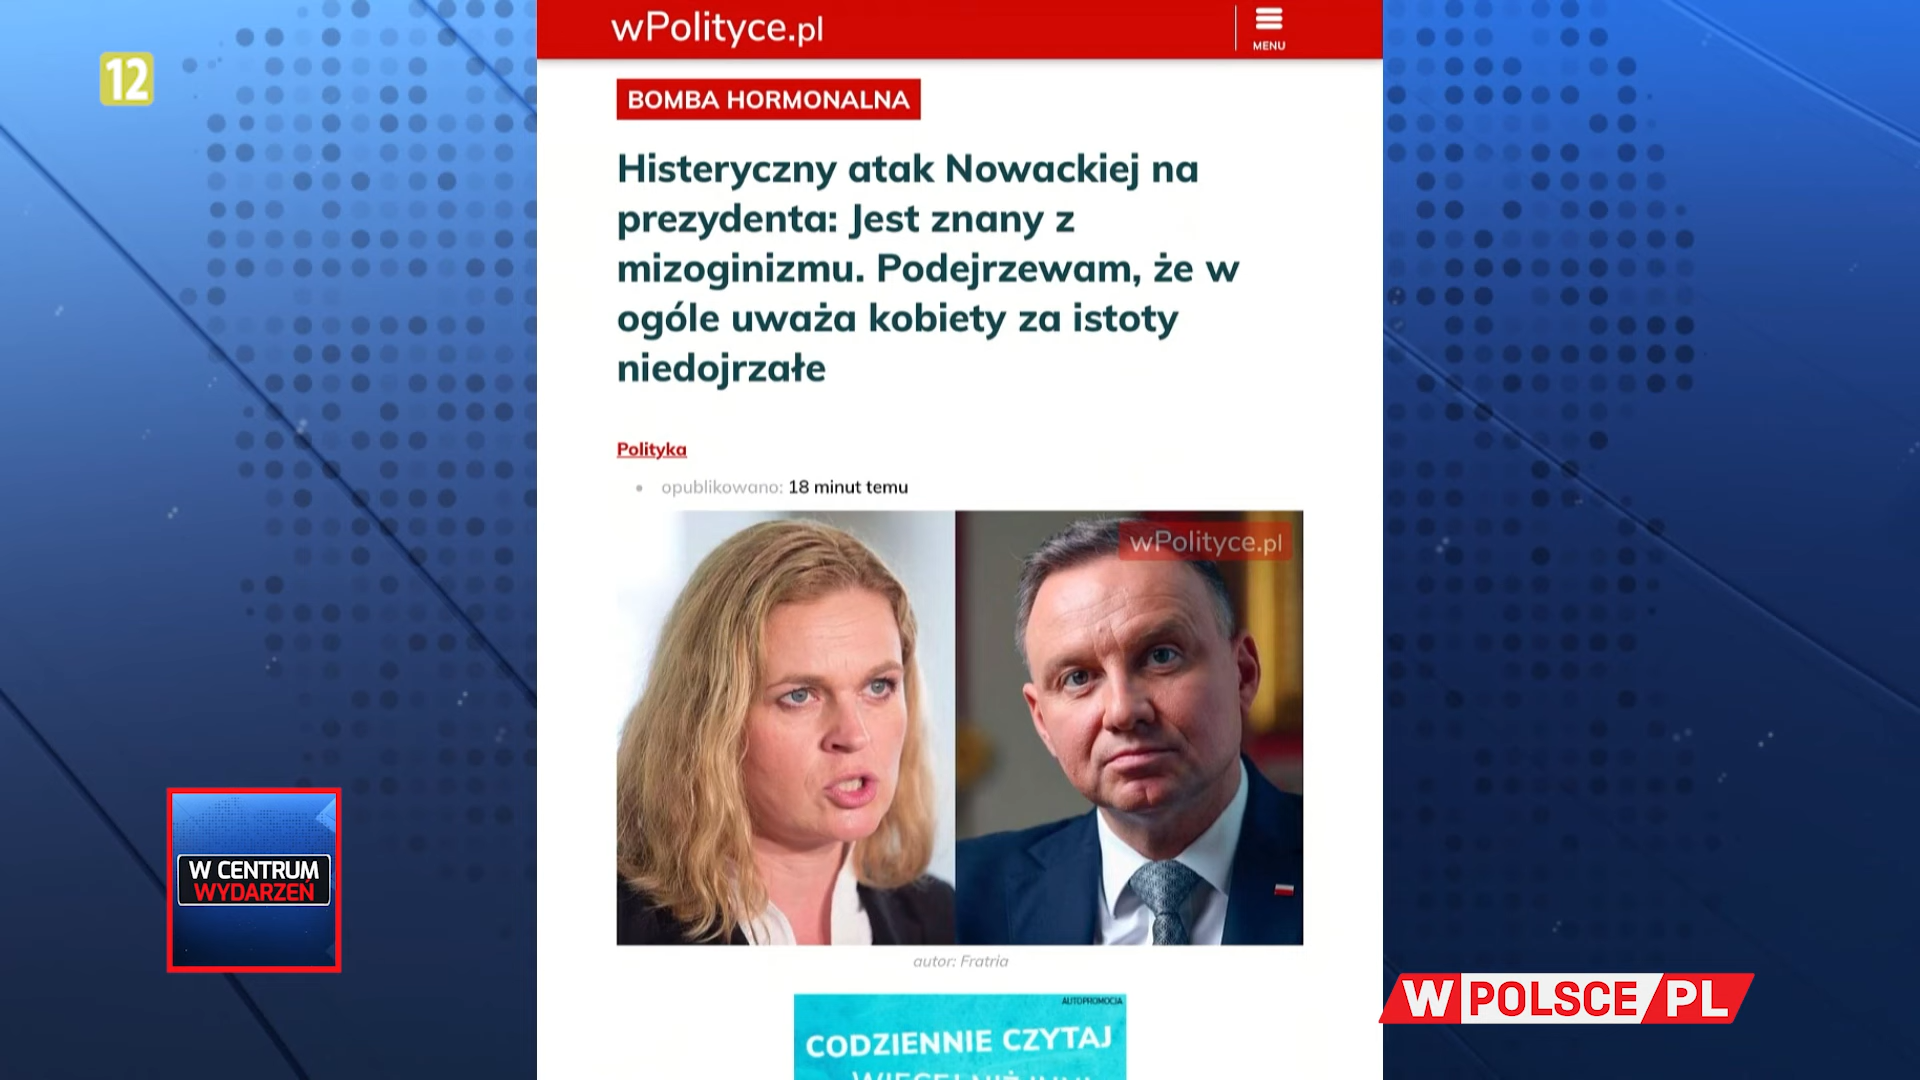 12
wPolityce.pl
MENU
BOMBA HORMONALNA
Histeryczny atak Nowackiej na
prezydenta: Jest znany z
mizoginizmu. Podejrzewam, że w
ogóle uważa kobiety za istoty
niedojrzałe
Polityka
opublikowano: 18 minut temu
wPolityce.pl
autor: Fratria
AUTOPROMOCJA
CODZIENNIE CZYTAJ
W CENTRUM
WYDARZEŃ
W POLSCE/PL